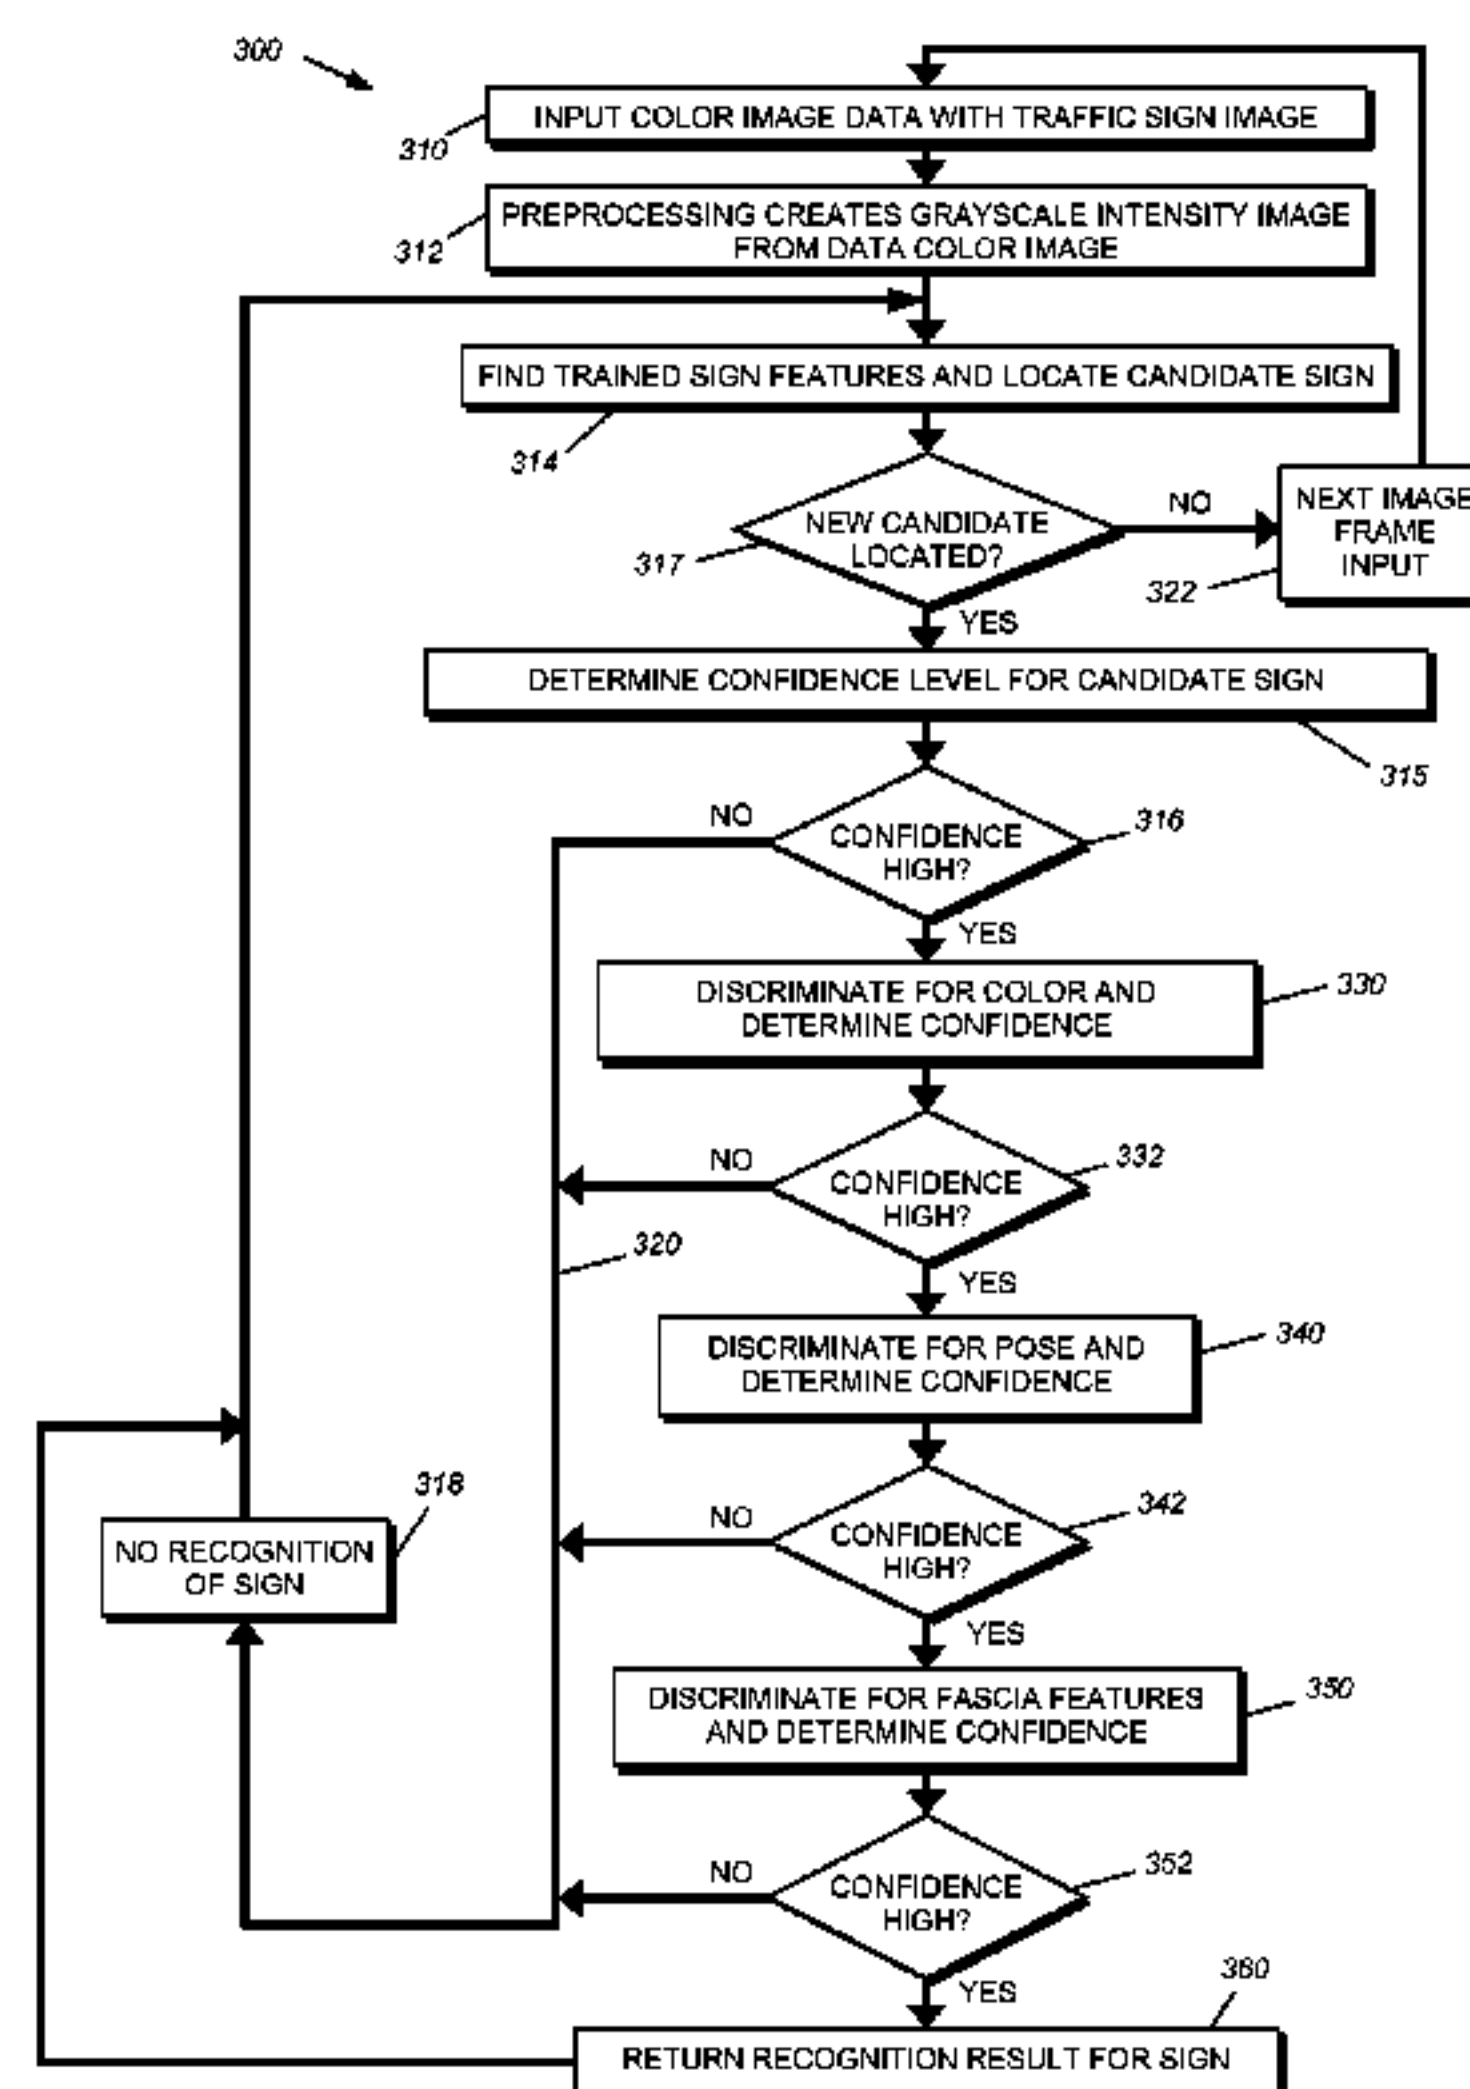 300
INPUT COLOR IMAGE DATA WITH TRAFFIC SIGN IMAGE
310
PREPROCESSING CREATES GRAYSCALE INTENSITY IMAGE
FROM DATA COLOR IMAGE
312
FIND TRAINED SIGN FEATURES AND LOCATE CANDIDATE SIGN
314
NEW CANDIDATE
LOCATED?
317
NO
NEXT IMAGE
FRAME
INPUT
322
YES
DETERMINE CONFIDENCE LEVEL FOR CANDIDATE SIGN
315
NO
CONFIDENCE
HIGH?
316
YES
DISCRIMINATE FOR COLOR AND
DETERMINE CONFIDENCE
330
NO
CONFIDENCE
HIGH?
332
320
YES
DISCRIMINATE FOR POSE AND
DETERMINE CONFIDENCE
340
318
NO RECOGNITION
OF SIGN
NO
CONFIDENCE
HIGH?
342
YES
DISCRIMINATE FOR FASCIA FEATURES
AND DETERMINE CONFIDENCE
350
NO
CONFIDENCE
HIGH?
352
YES
360
RETURN RECOGNITION RESULT FOR SIGN